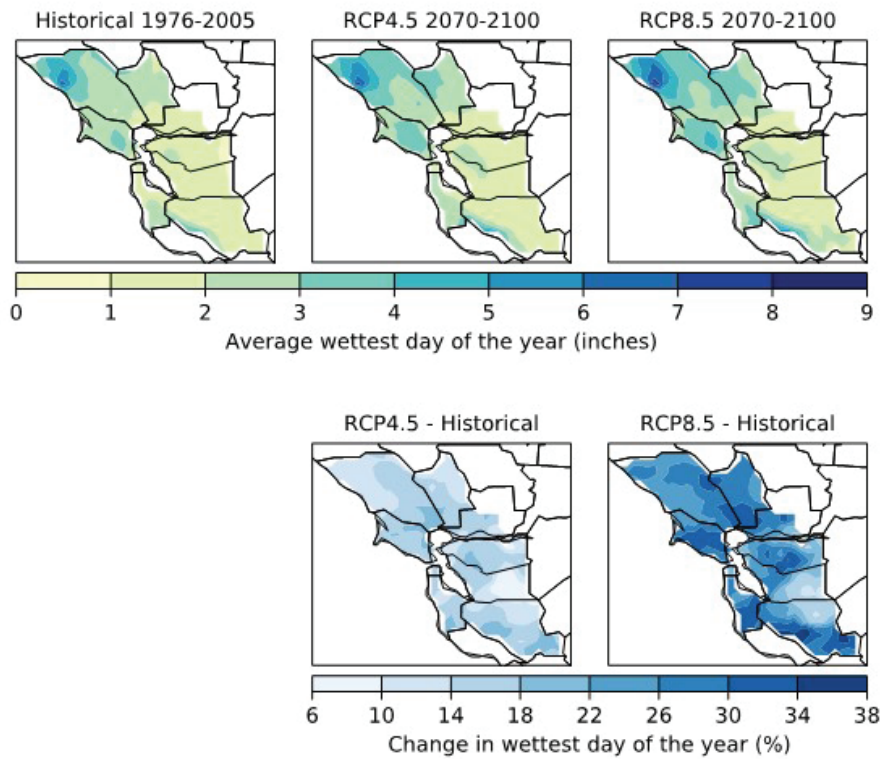 Historical 1976-2005 RCP4.5 2070-2100 RCP8.5 2070-2100
0 1 2 3 4 5 6 7 8 9
Average wettest day of the year (inches)
RCP4.5 - Historical RCP8.5 - Historical
6 10 14 18 22 26 30 34 38
Change in wettest day of the year (%)